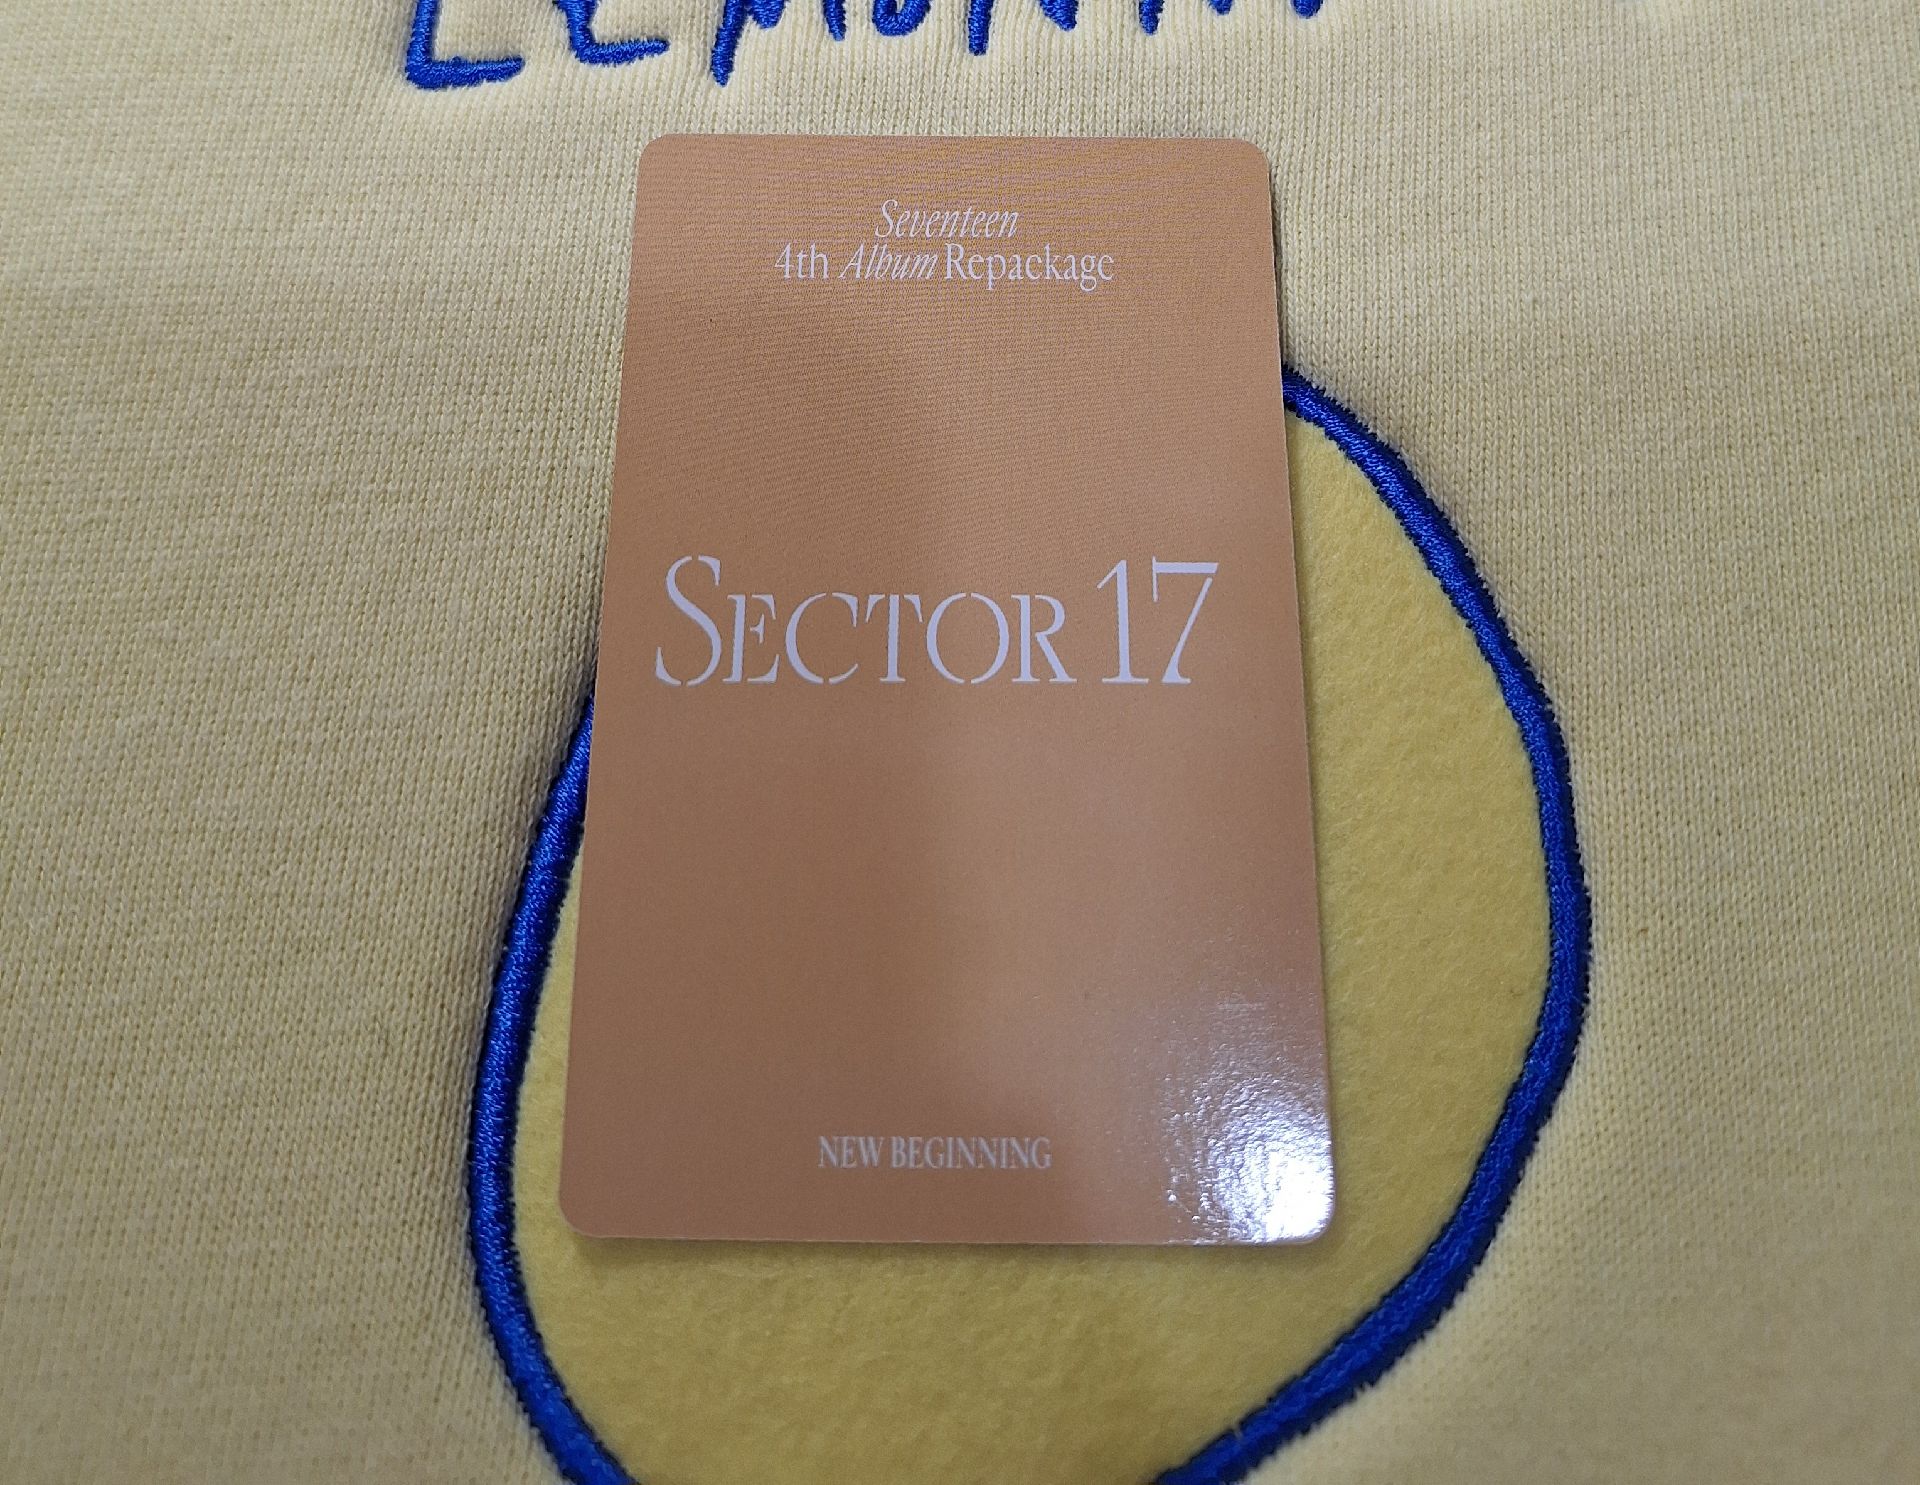 Seventeen
4th Album Repackage
SECTOR 17
NEW BEGINNING